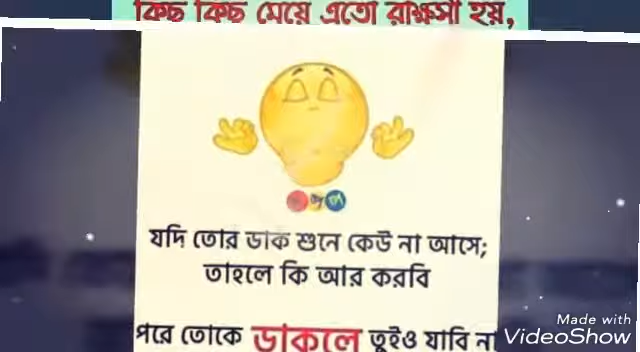 কিছু কিছু মেয়ে এতো রাক্ষসী হয়,
যদি তোর ডাক শুনে কেউ না আসে;
তাহলে কি আর করবি
পরে তোকে ডাকলে তুইও যাবি না
Made with
VideoShow